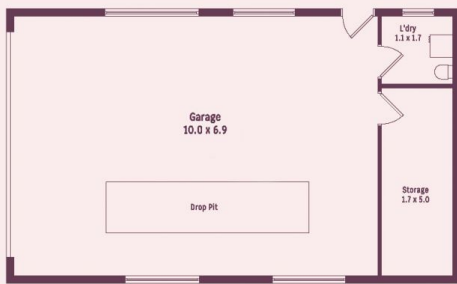 L'dry
1.1 x 1.7
Garage
10.0 x 6.9
Storage
1.7 x 5.0
Drop Pit